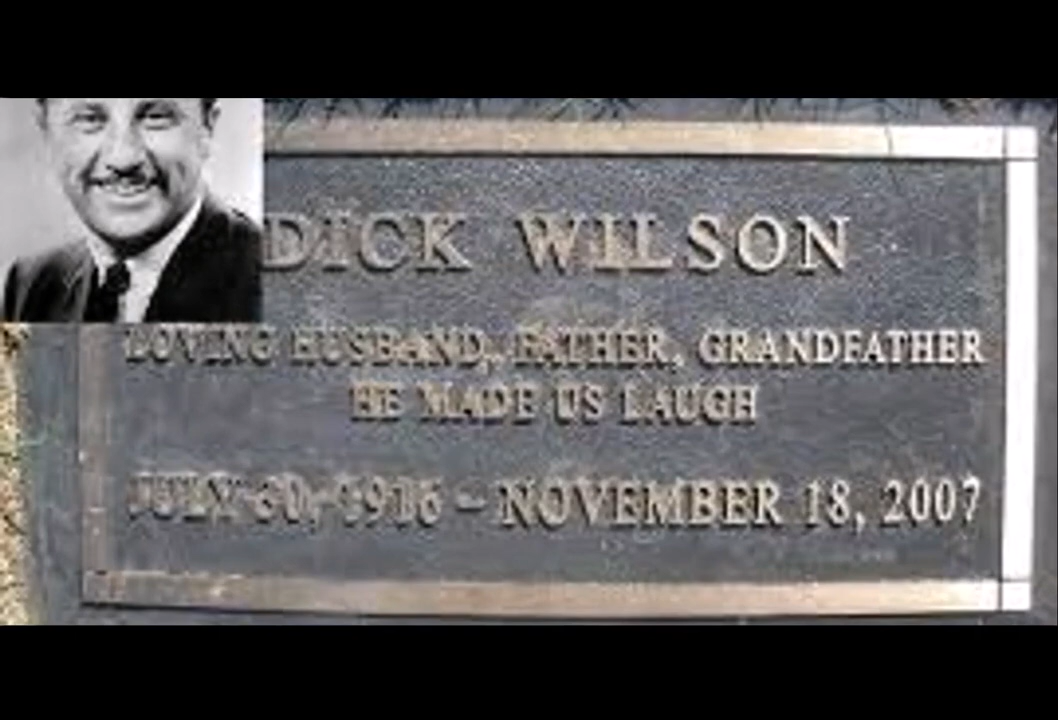 DICK WILSON
LOVING HUSBAND, FATHER, GRANDFATHER
HE MADE US LAUGH
JULY 30, 1916 - NOVEMBER 18, 2007